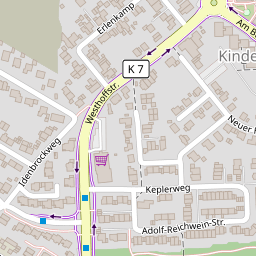 Erlenkamp
Am B
Kinde
K 7
Westhoffstr.
Neuer
Idenbrockweg
Keplerweg
Adolf-Reichwein-Str.